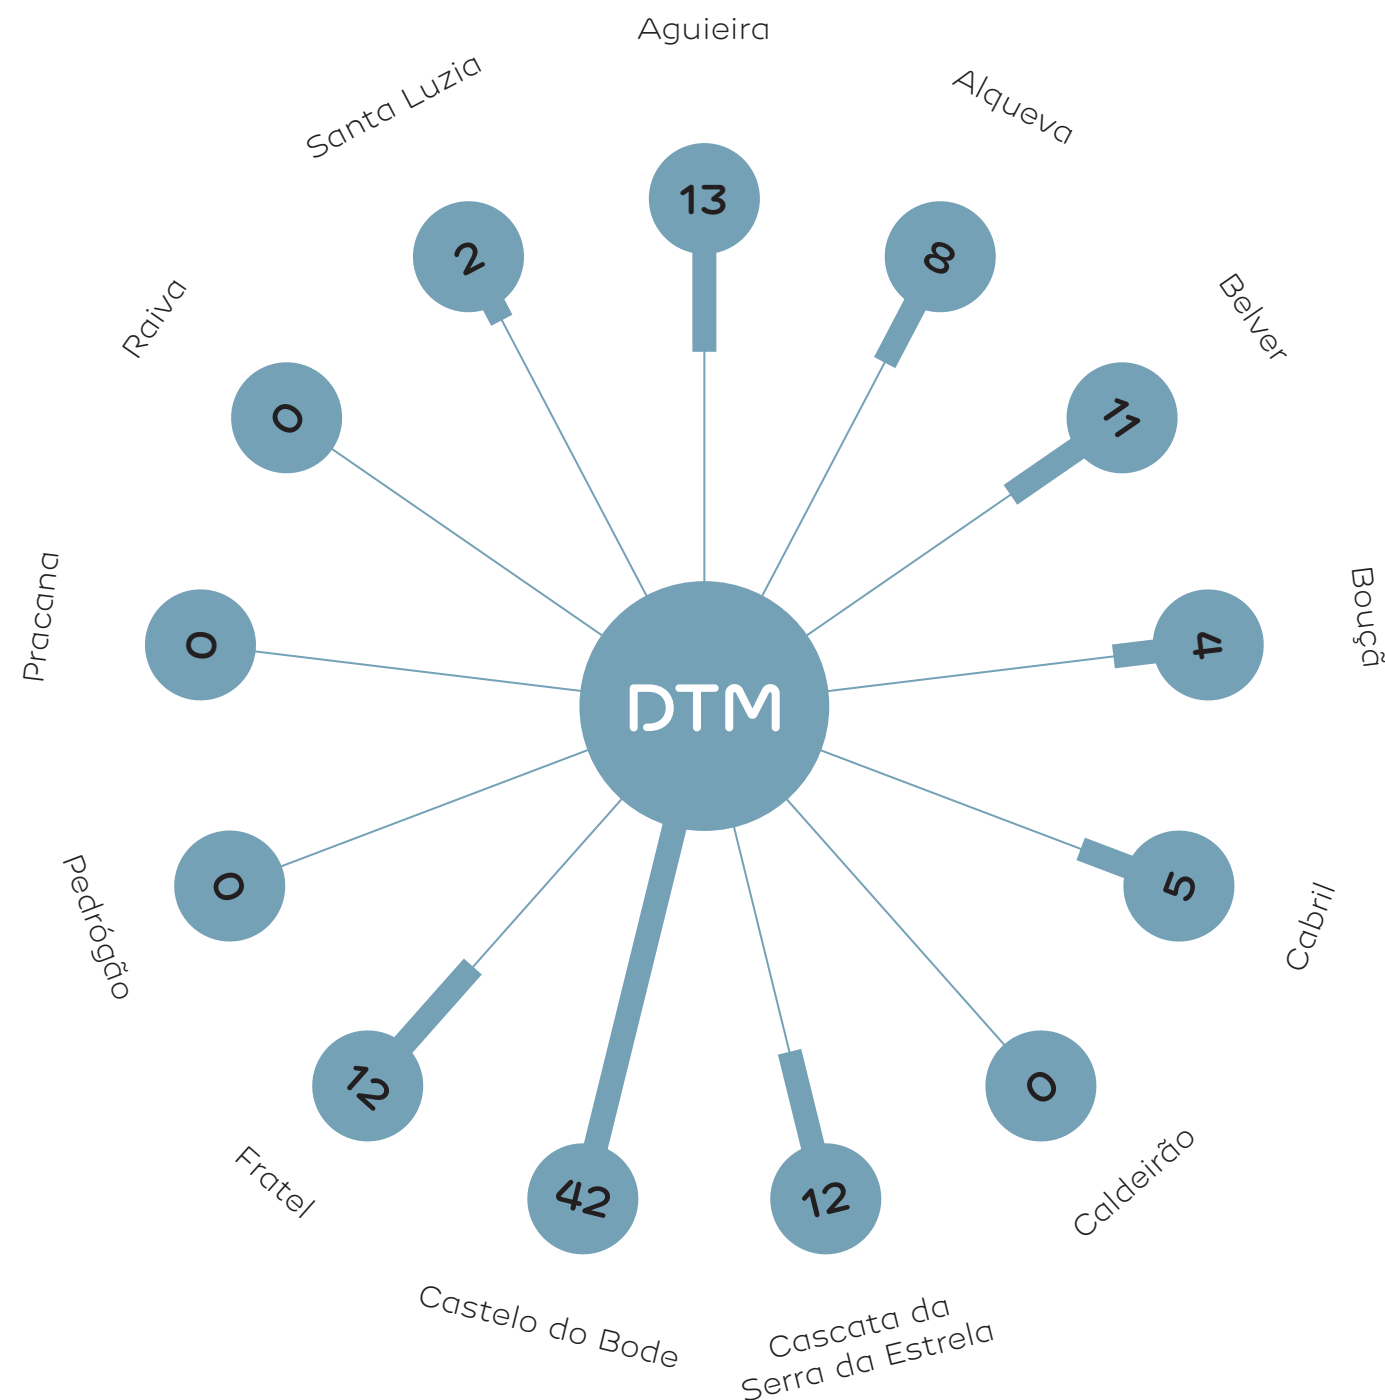 Aguieira
13
Alqueva
8
Belver
11
Bouçã
4
Cabril
5
Caldeirão
0
Cascata da
Serra da Estrela
12
Castelo do Bode
42
Fratel
12
Pedrógão
0
Pracana
0
Raiva
0
Santa Luzia
2
DTM